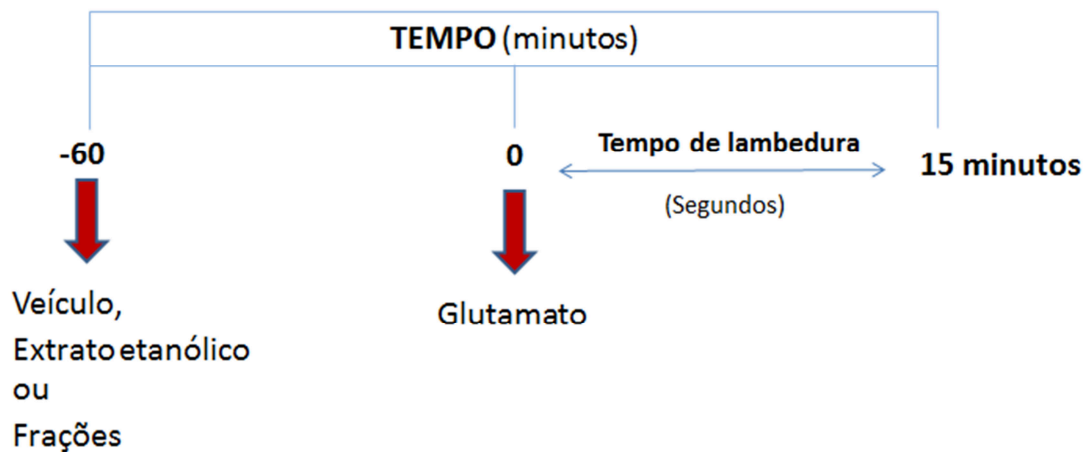 TEMPO (minutos)
-60
0
Tempo de lambedura
15 minutos
(Segundos)
Veículo,
Extrato etanólico
ou
Frações
Glutamato